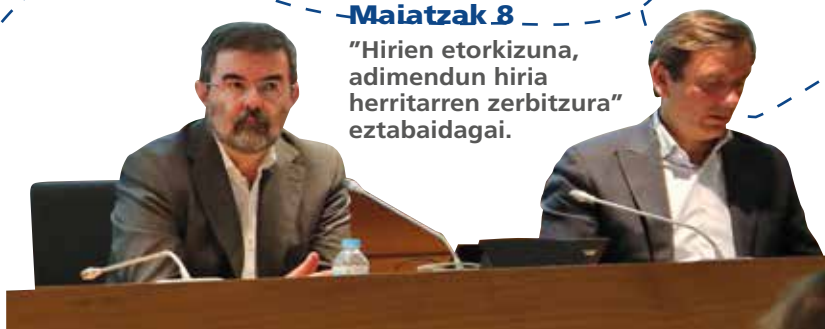 Maiatzak 8
"Hirien etorkizuna,
adimendun hiria
herritarren zerbitzura"
eztabaidagai.